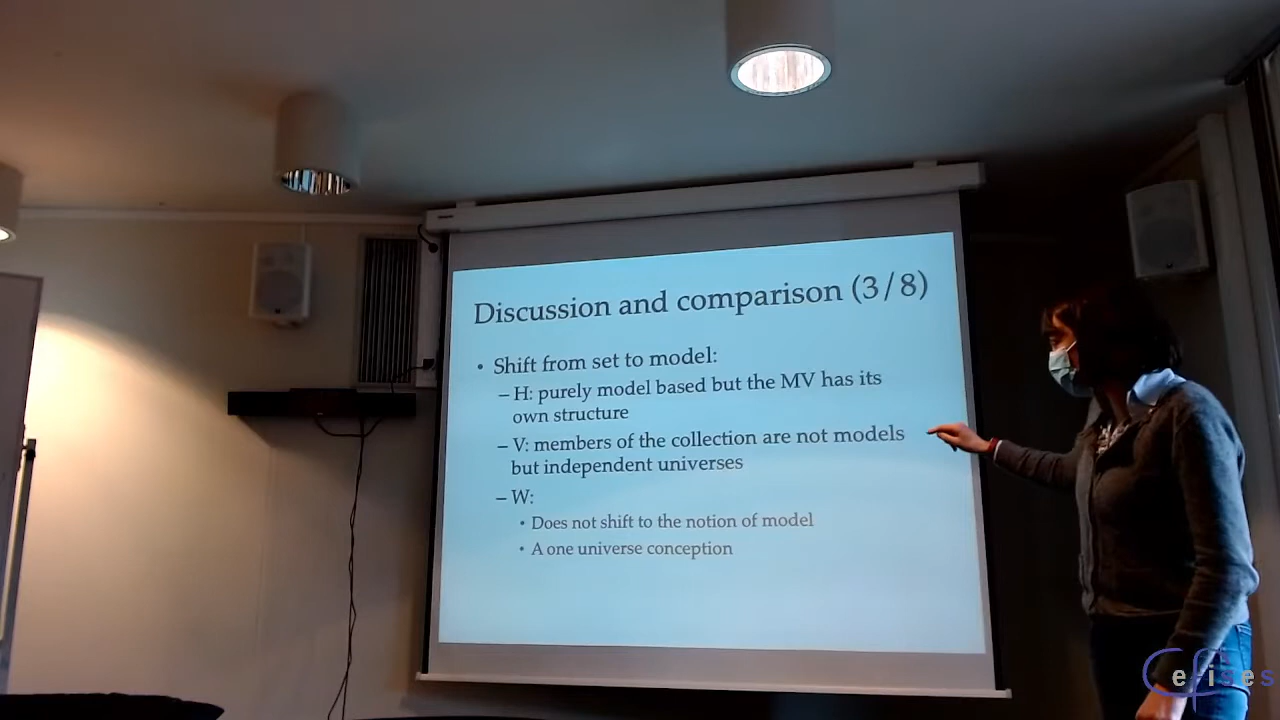 Discussion and comparison (3/8)
• Shift from set to model:
– H: purely model based but the MV has its
own structure
– V: members of the collection are not models
but independent universes
– W:
• Does not shift to the notion of model
• A one universe conception
Cefises